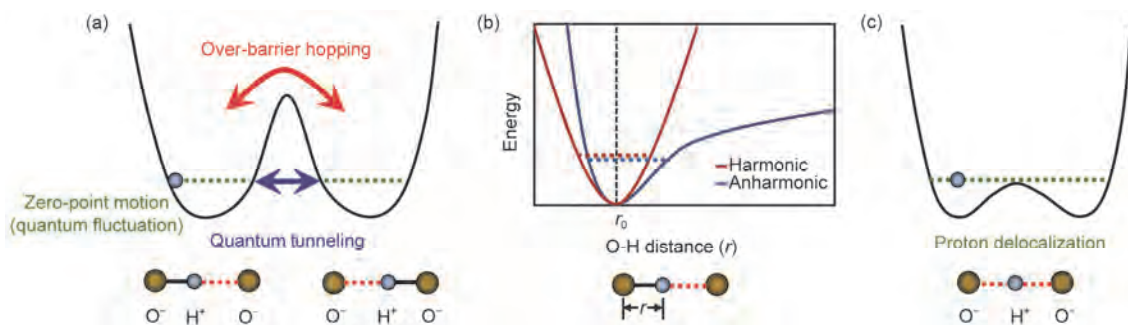 (a)
Over-barrier hopping
Zero-point motion
(quantum fluctuation)
Quantum tunneling
O⁻ H⁺ O⁻ O⁻ H⁺ O⁻
(b)
Energy
Harmonic
Anharmonic
r₀
O-H distance (r)
r
(c)
Proton delocalization
O⁻ H⁺ O⁻